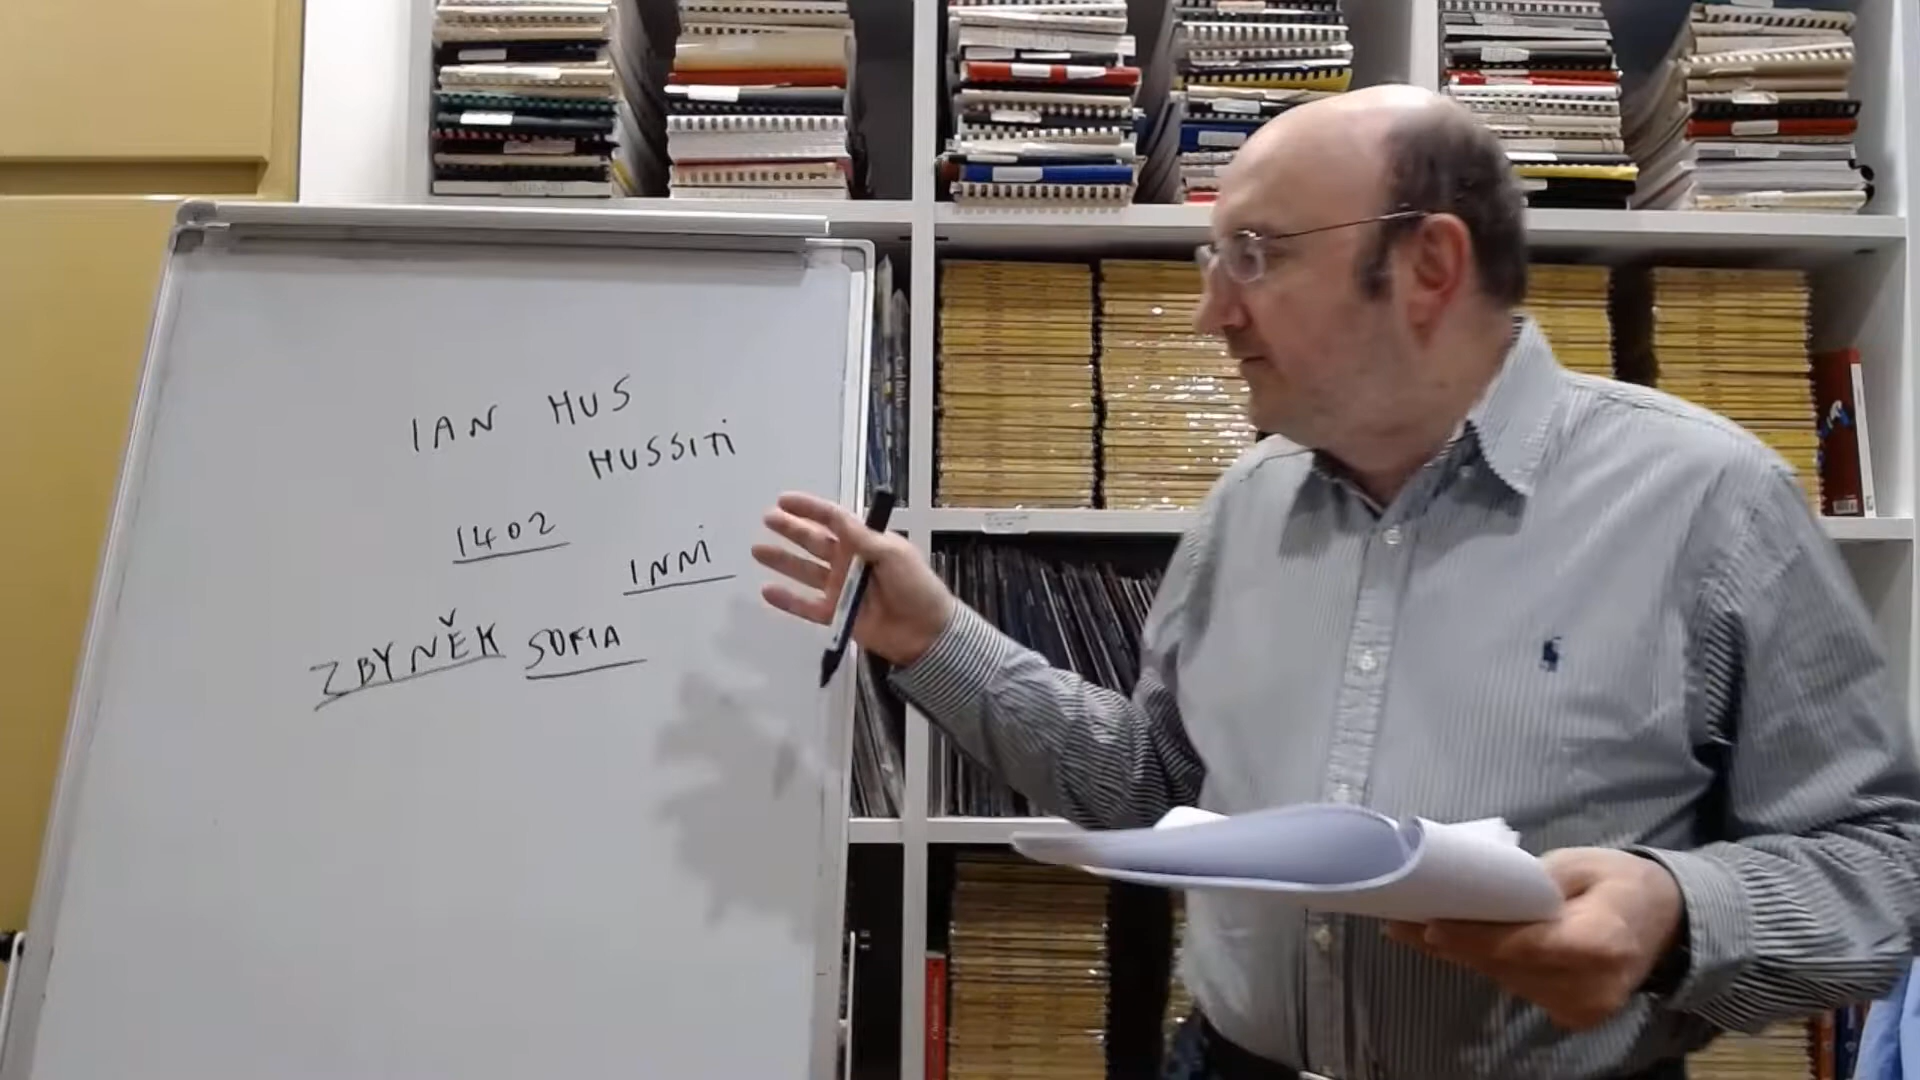 IAN HUS
HUSSITI
1402
INNI
ZBYNĚK SOFIA